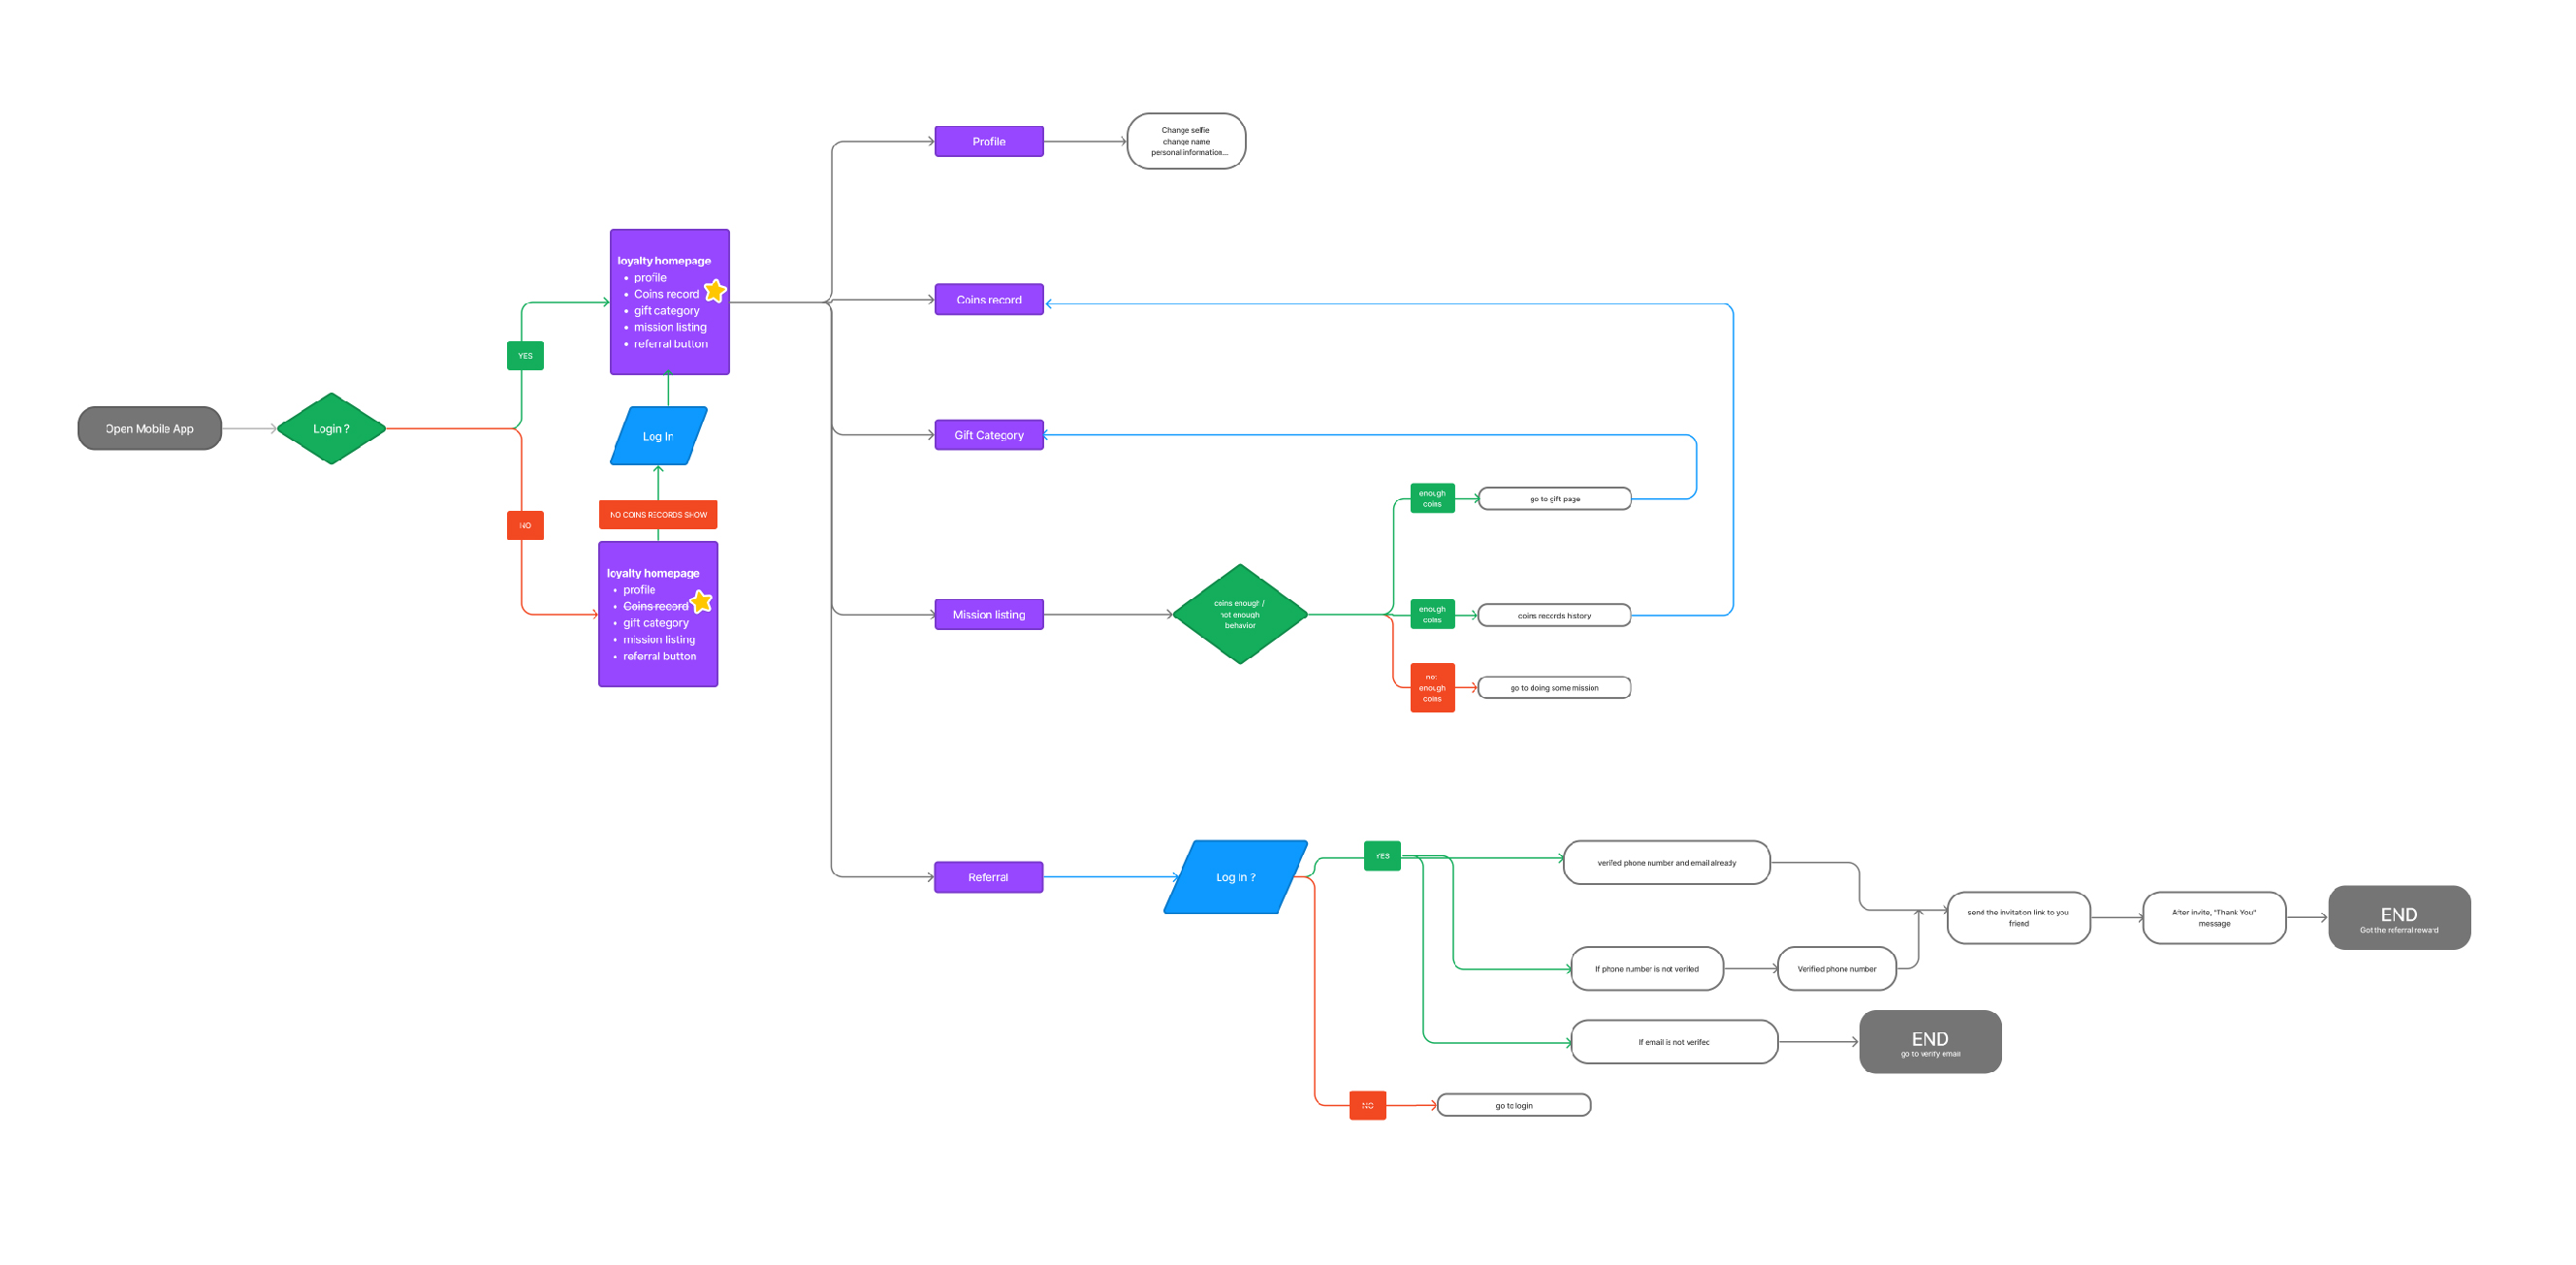 Open Mobile App
Login ?
YES
NO
loyalty homepage
profile
Coins record
gift category
mission listing
referral button
Log In
NO COINS RECORDS SHOW
loyalty homepage
profile
Coins record
gift category
mission listing
referral button
Profile
Change selfie
change name
personal information...
Coins record
Gift Category
Mission listing
coins enough /
not enough
behavior
enough
coins
go to gift page
enough
coins
coins records history
not
enough
coins
go to doing some mission
Referral
Log In ?
YES
verified phone number and email already
If phone number is not verified
Verified phone number
If email is not verified
END
go to verify email
send the invitation link to you
friend
After invite, "Thank You"
message
END
Got the referral reward
NO
go to login